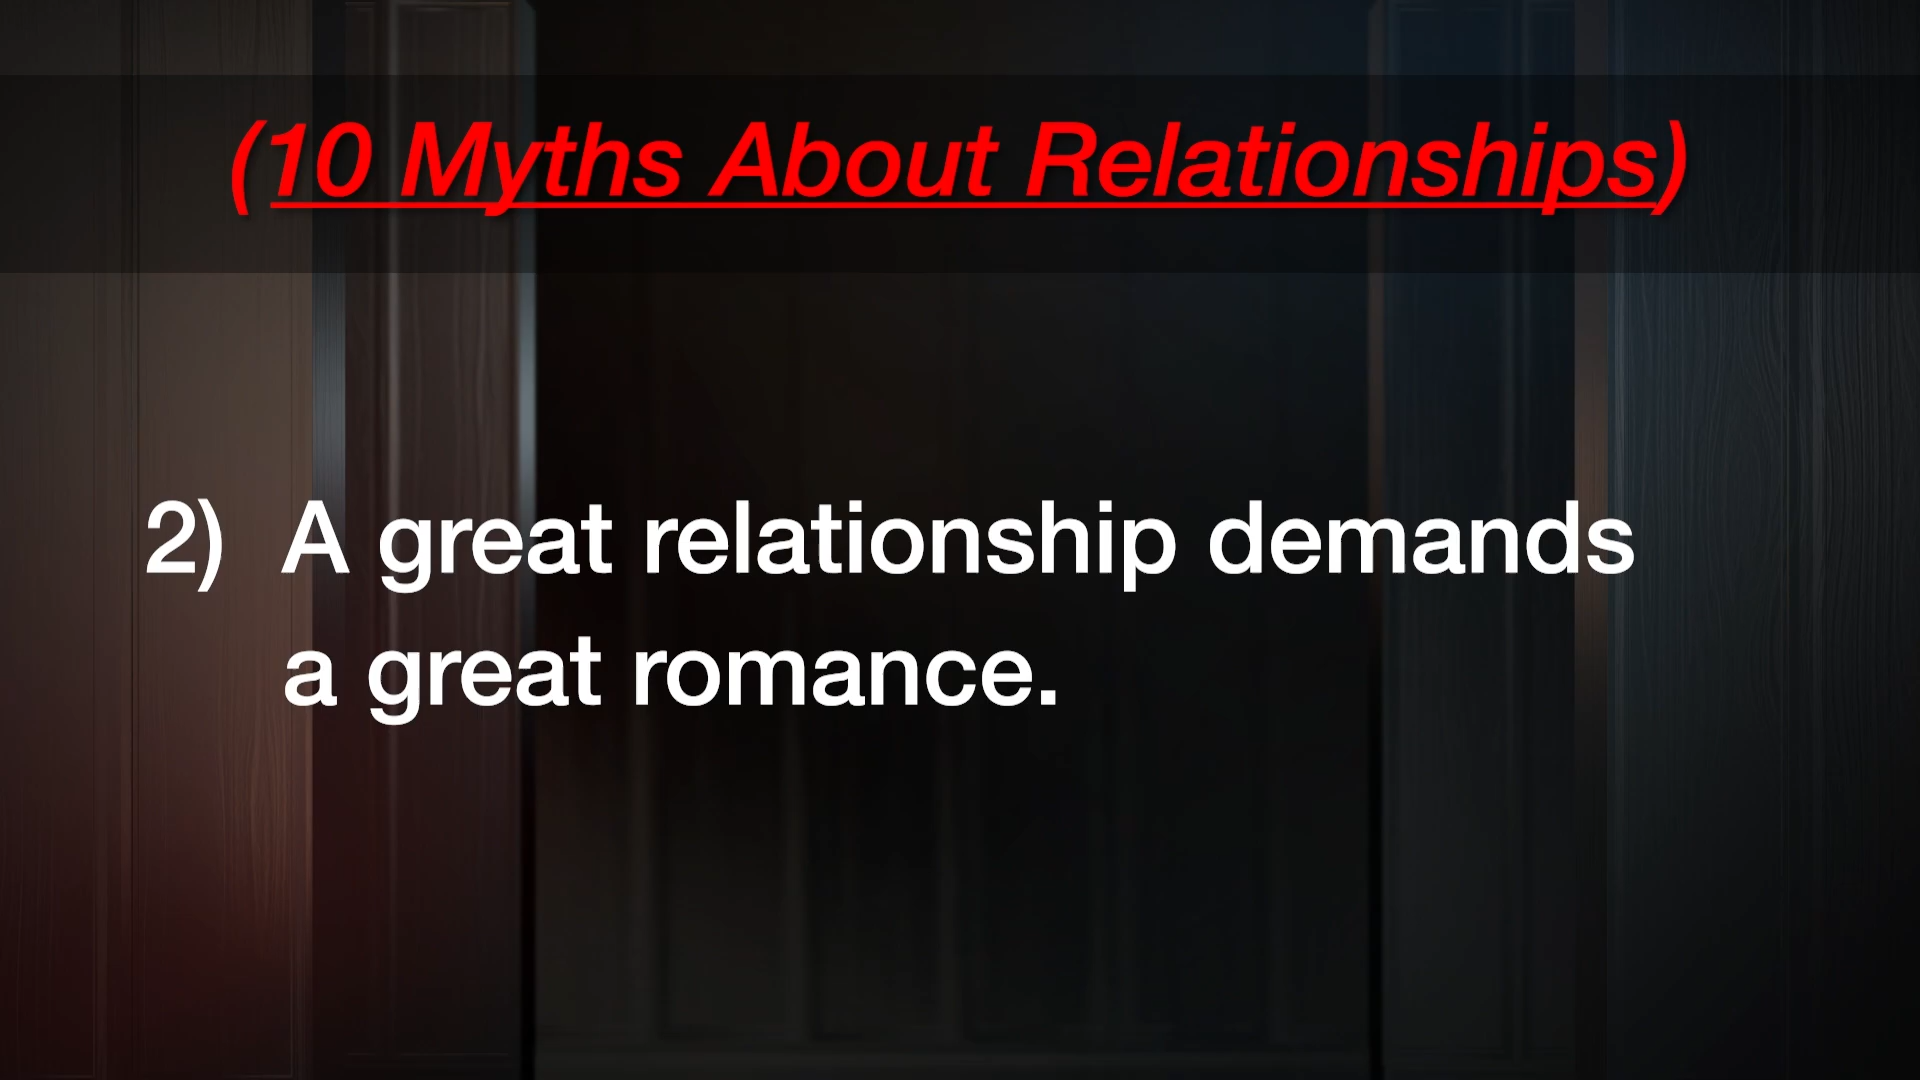 (10 Myths About Relationships)
2) A great relationship demands
a great romance.